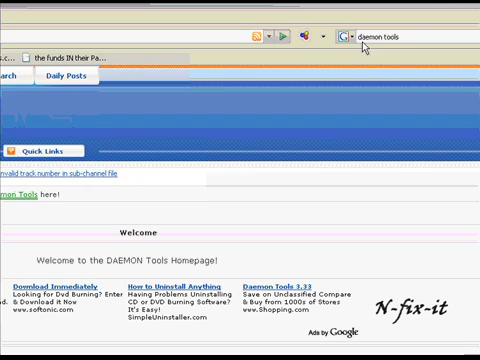 daemon tools
s.c...
the funds IN their Pa...
arch
Daily Posts
Quick Links
nvalid track number in sub-channel file
mon Tools here!
Welcome
Welcome to the DAEMON Tools Homepage!
Download Immediately
Looking for Dvd Burning? Enter
& Download it Now
www.softonic.com
How to Uninstall Anything
Having Problems Uninstalling
CD or DVD Burning Software?
It's Easy!
SimpleUninstaller.com
Daemon Tools 3.33
Save on Unclassified Compare
& Buy from 1000s of Stores
www.Shopping.com
N-fix-it
Ads by Google